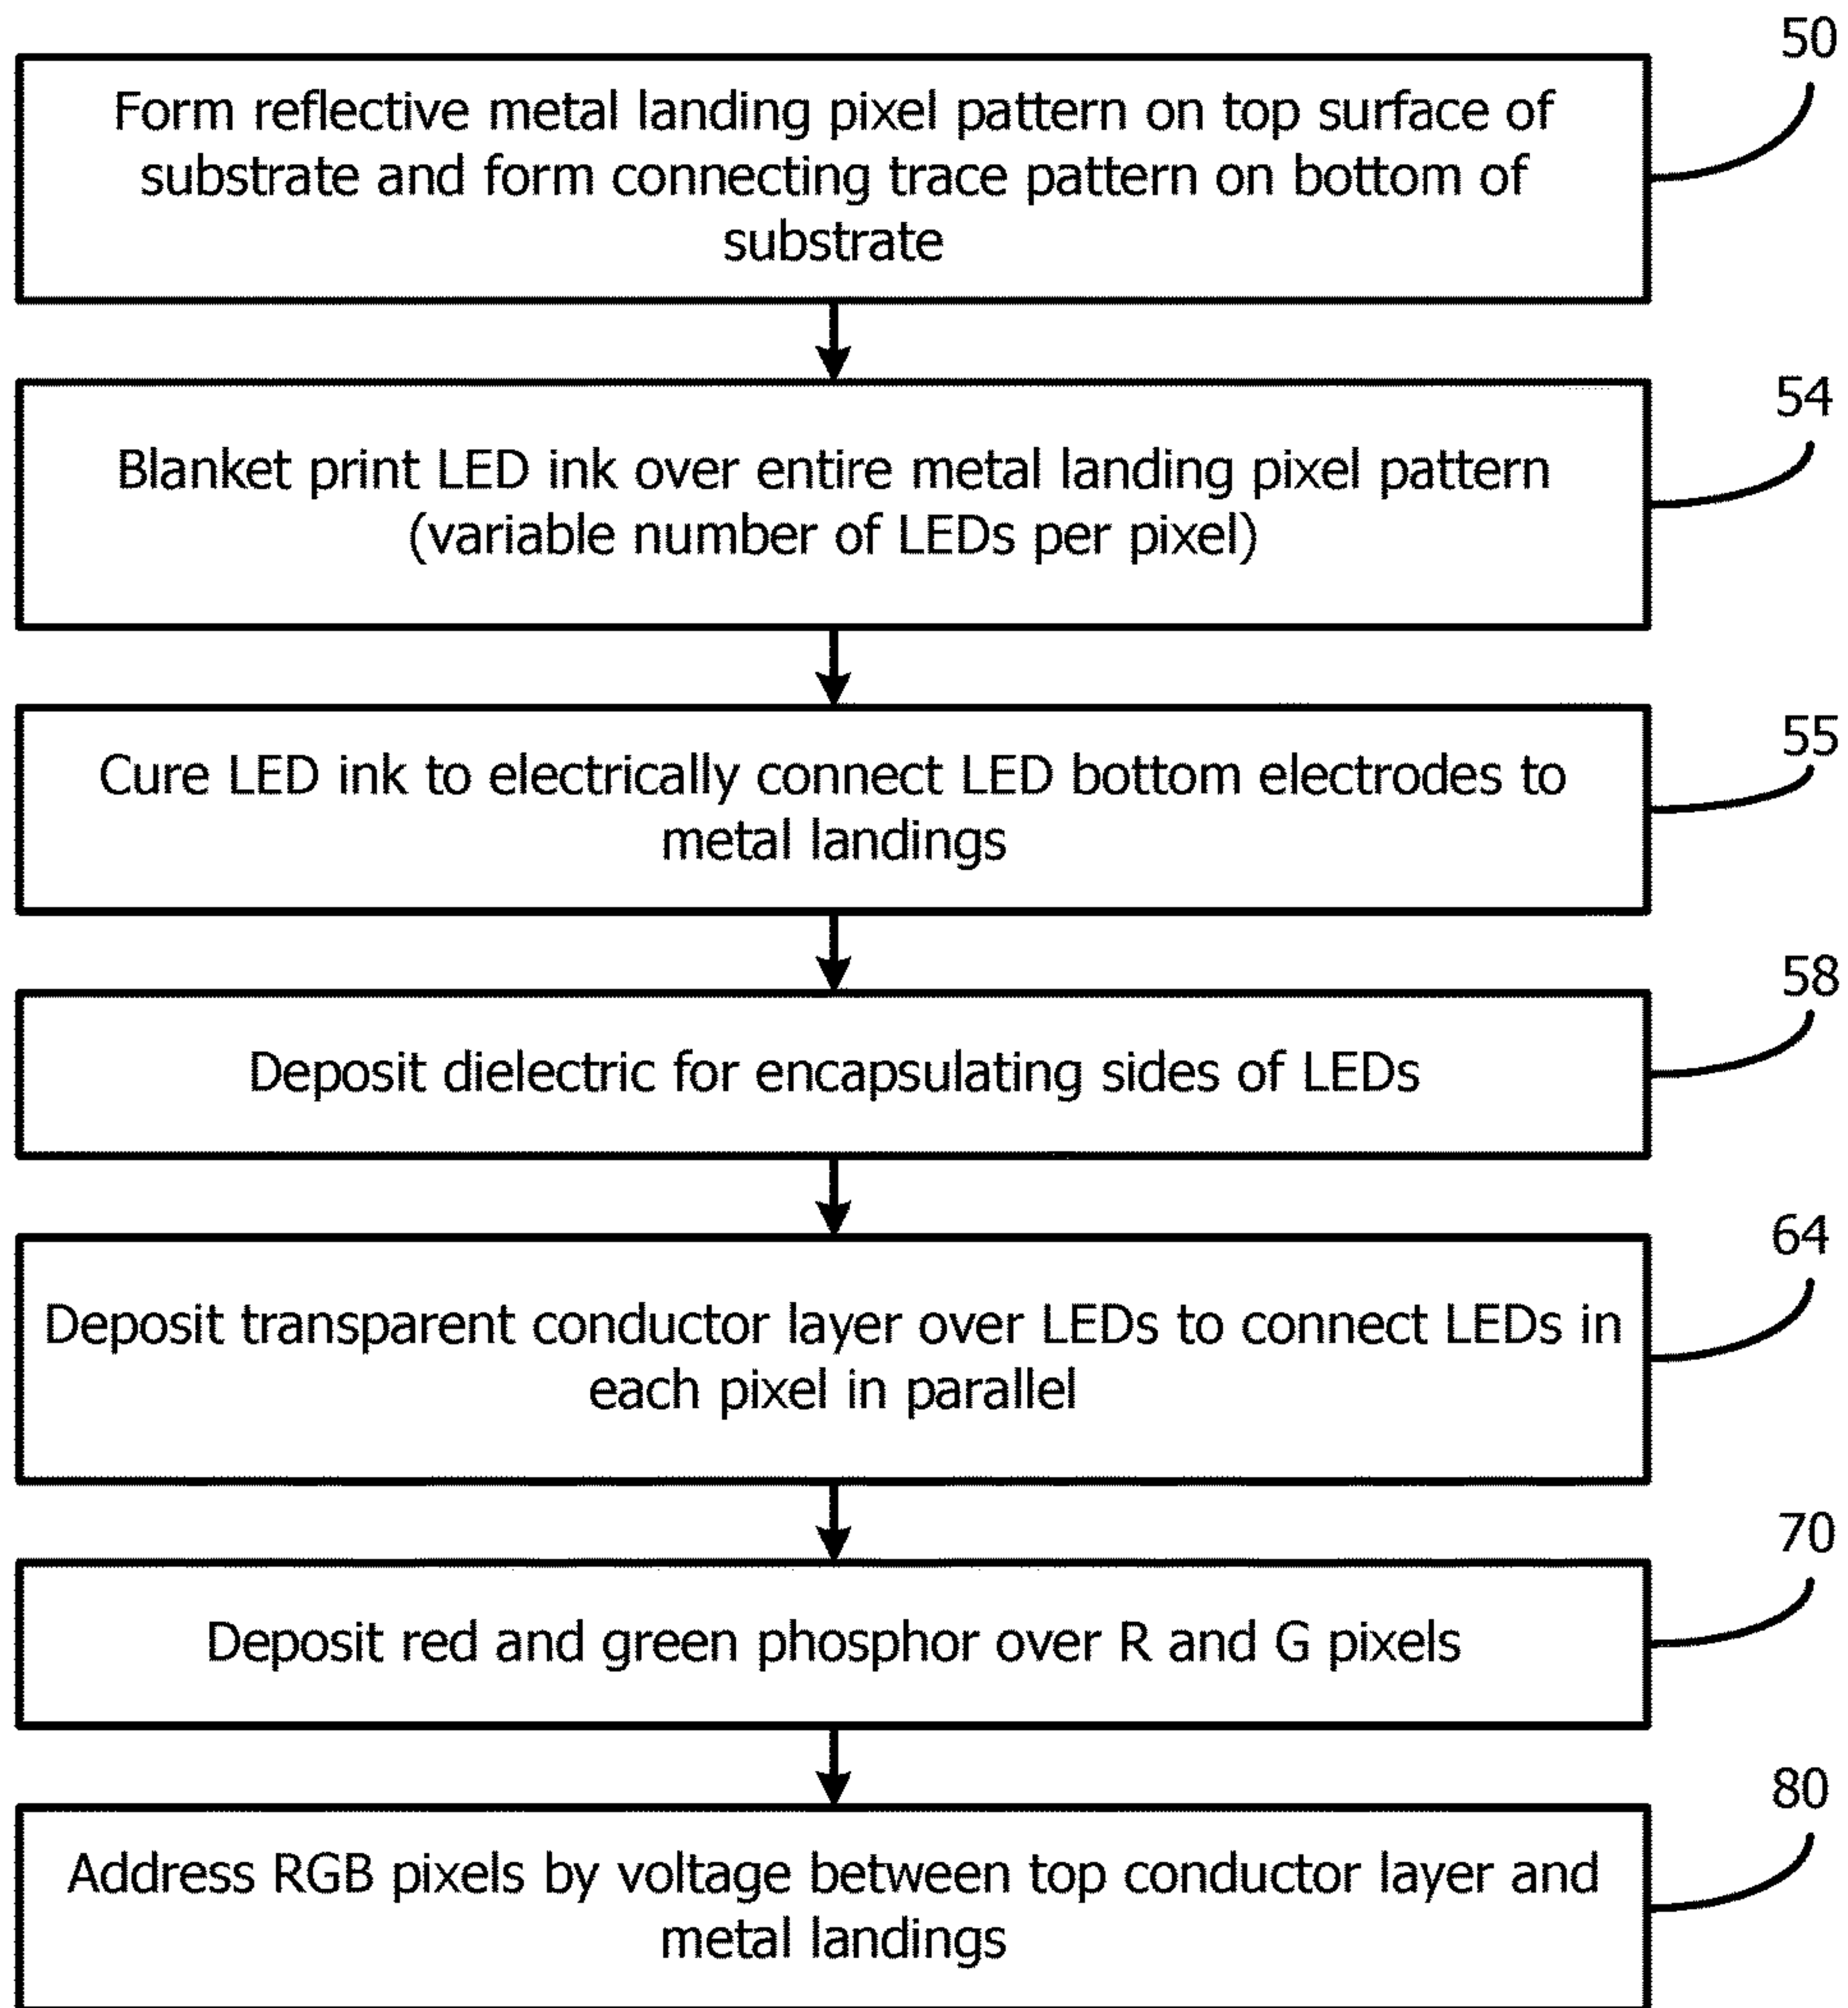 50
Form reflective metal landing pixel pattern on top surface of
substrate and form connecting trace pattern on bottom of
substrate
54
Blanket print LED ink over entire metal landing pixel pattern
(variable number of LEDs per pixel)
55
Cure LED ink to electrically connect LED bottom electrodes to
metal landings
58
Deposit dielectric for encapsulating sides of LEDs
64
Deposit transparent conductor layer over LEDs to connect LEDs in
each pixel in parallel
70
Deposit red and green phosphor over R and G pixels
80
Address RGB pixels by voltage between top conductor layer and
metal landings